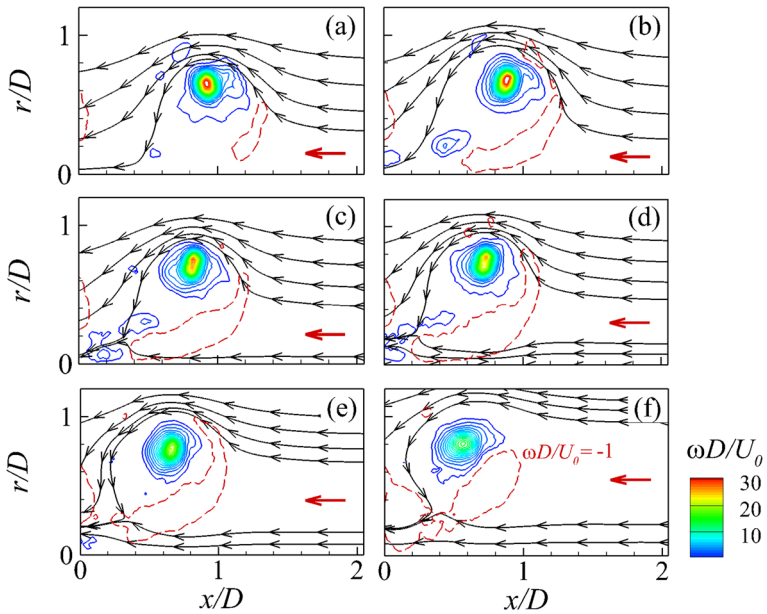 (a)
(b)
1
r/D
0
(c)
(d)
1
r/D
0
(e)
(f)
1
ωD/U₀ = -1
r/D
ωD/U₀
30
20
10
0
0 1 2 0 1 2
x/D x/D